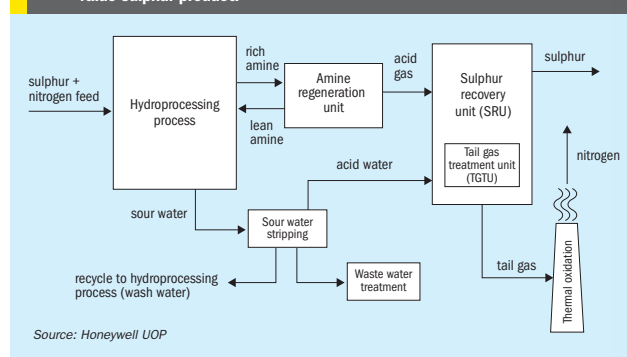 value sulphur product
sulphur +
nitrogen feed
Hydroprocessing
process
rich
amine
lean
amine
Amine
regeneration
unit
acid
gas
Sulphur
recovery
unit (SRU)
Tail gas
treatment unit
(TGTU)
sulphur
nitrogen
acid water
sour water
Sour water
stripping
recycle to hydroprocessing
process (wash water)
Waste water
treatment
tail gas
Thermal oxidation
Source: Honeywell UOP